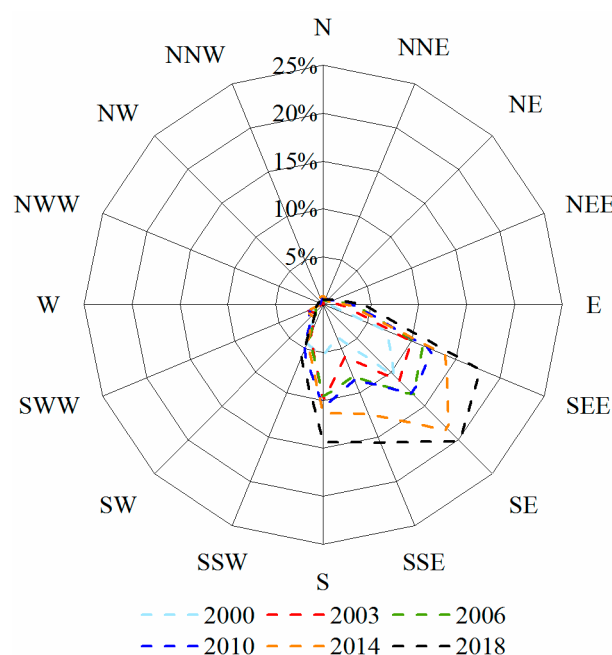 N
NNW NNE
25%
NW NE
20%
15%
NWW NEE
10%
5%
W E
SWW SEE
SW SE
SSW SSE
S
2000 2003 2006
2010 2014 2018